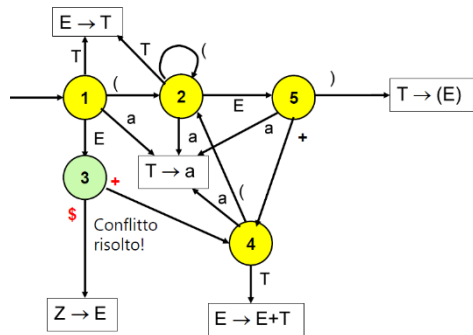 E → T
T
T
(
1
(
2
E
5
)
T → (E)
a
a
a
+
E
3
+
T → a
$
a
(
Conflitto
risolto!
4
T
Z → E
E → E+T